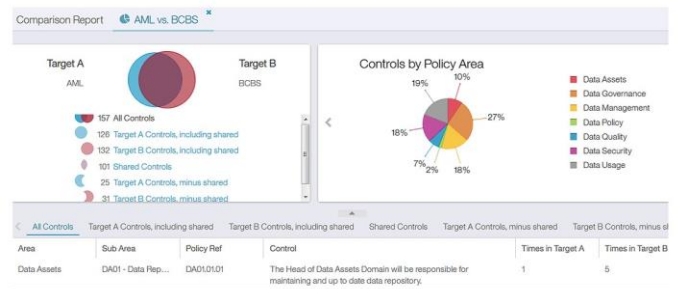 Comparison Report AML vs. BCBS
Target A
AML
Target B
BCBS
157 All Controls
126 Target A Controls, including shared
132 Target B Controls, including shared
101 Shared Controls
25 Target A Controls, minus shared
31 Target B Controls, minus shared
Controls by Policy Area
10%
27%
18%
2%
7%
18%
19%
Data Assets
Data Governance
Data Management
Data Policy
Data Quality
Data Security
Data Usage
All Controls Target A Controls, including shared Target B Controls, including shared Shared Controls Target A Controls, minus shared Target B Controls, minus sl
Area Sub Area Policy Ref Control Times in Target A Times in Target B
Data Assets DA01 - Data Rep... DA01.01.01 The Head of Data Assets Domain will be responsible for 1 5
maintaining and up to date data repository.